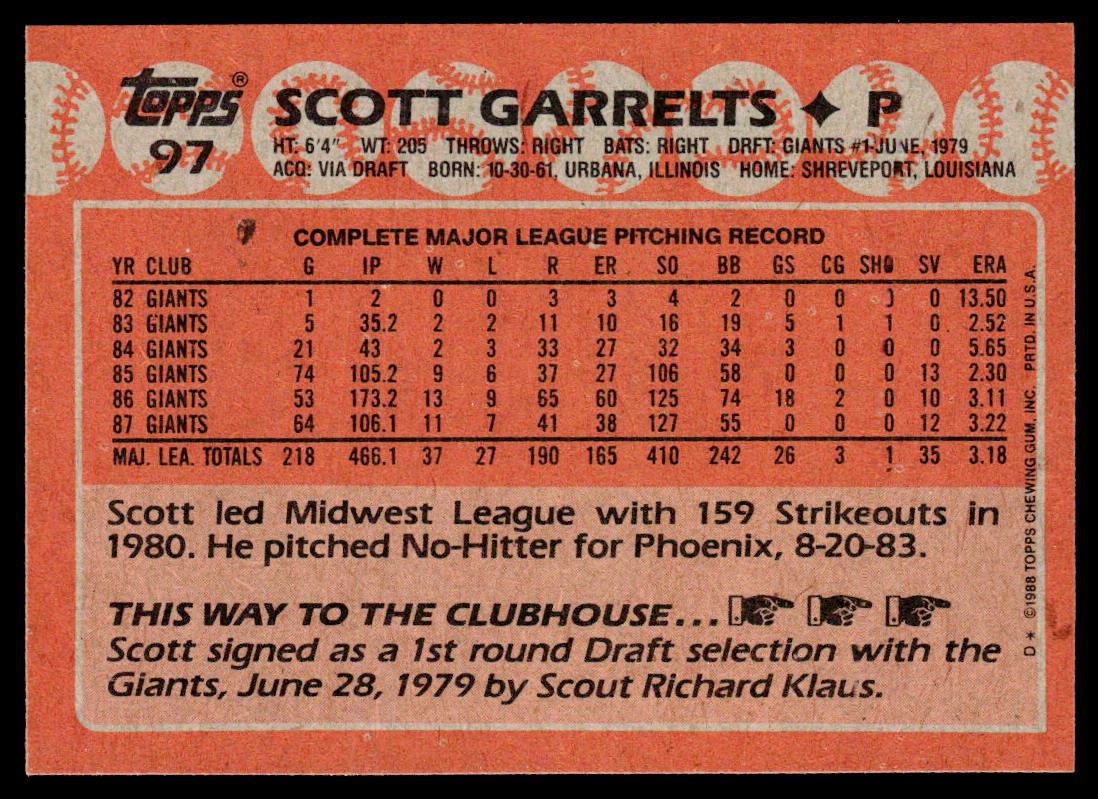 Topps®
97
SCOTT GARRELTS ✦ P
HT: 6'4" WT: 205 THROWS: RIGHT BATS: RIGHT DRFT: GIANTS #1-JUNE, 1979
ACQ: VIA DRAFT BORN: 10-30-61, URBANA, ILLINOIS HOME: SHREVEPORT, LOUISIANA
COMPLETE MAJOR LEAGUE PITCHING RECORD
YR CLUB G IP W L R ER SO BB GS CG SHO SV ERA
82 GIANTS 1 2 0 0 3 3 4 2 0 0 0 0 13.50
83 GIANTS 5 35.2 2 2 11 10 16 19 5 1 1 0 2.52
84 GIANTS 21 43 2 3 33 27 32 34 3 0 0 0 5.65
85 GIANTS 74 105.2 9 6 37 27 106 58 0 0 0 13 2.30
86 GIANTS 53 173.2 13 9 65 60 125 74 18 2 0 10 3.11
87 GIANTS 64 106.1 11 7 41 38 127 55 0 0 0 12 3.22
MAJ. LEA. TOTALS 218 466.1 37 27 190 165 410 242 26 3 1 35 3.18
Scott led Midwest League with 159 Strikeouts in
1980. He pitched No-Hitter for Phoenix, 8-20-83.
THIS WAY TO THE CLUBHOUSE...
Scott signed as a 1st round Draft selection with the
Giants, June 28, 1979 by Scout Richard Klaus.
D* ©1988 TOPPS CHEWING GUM, INC. PRTD. IN U.S.A.